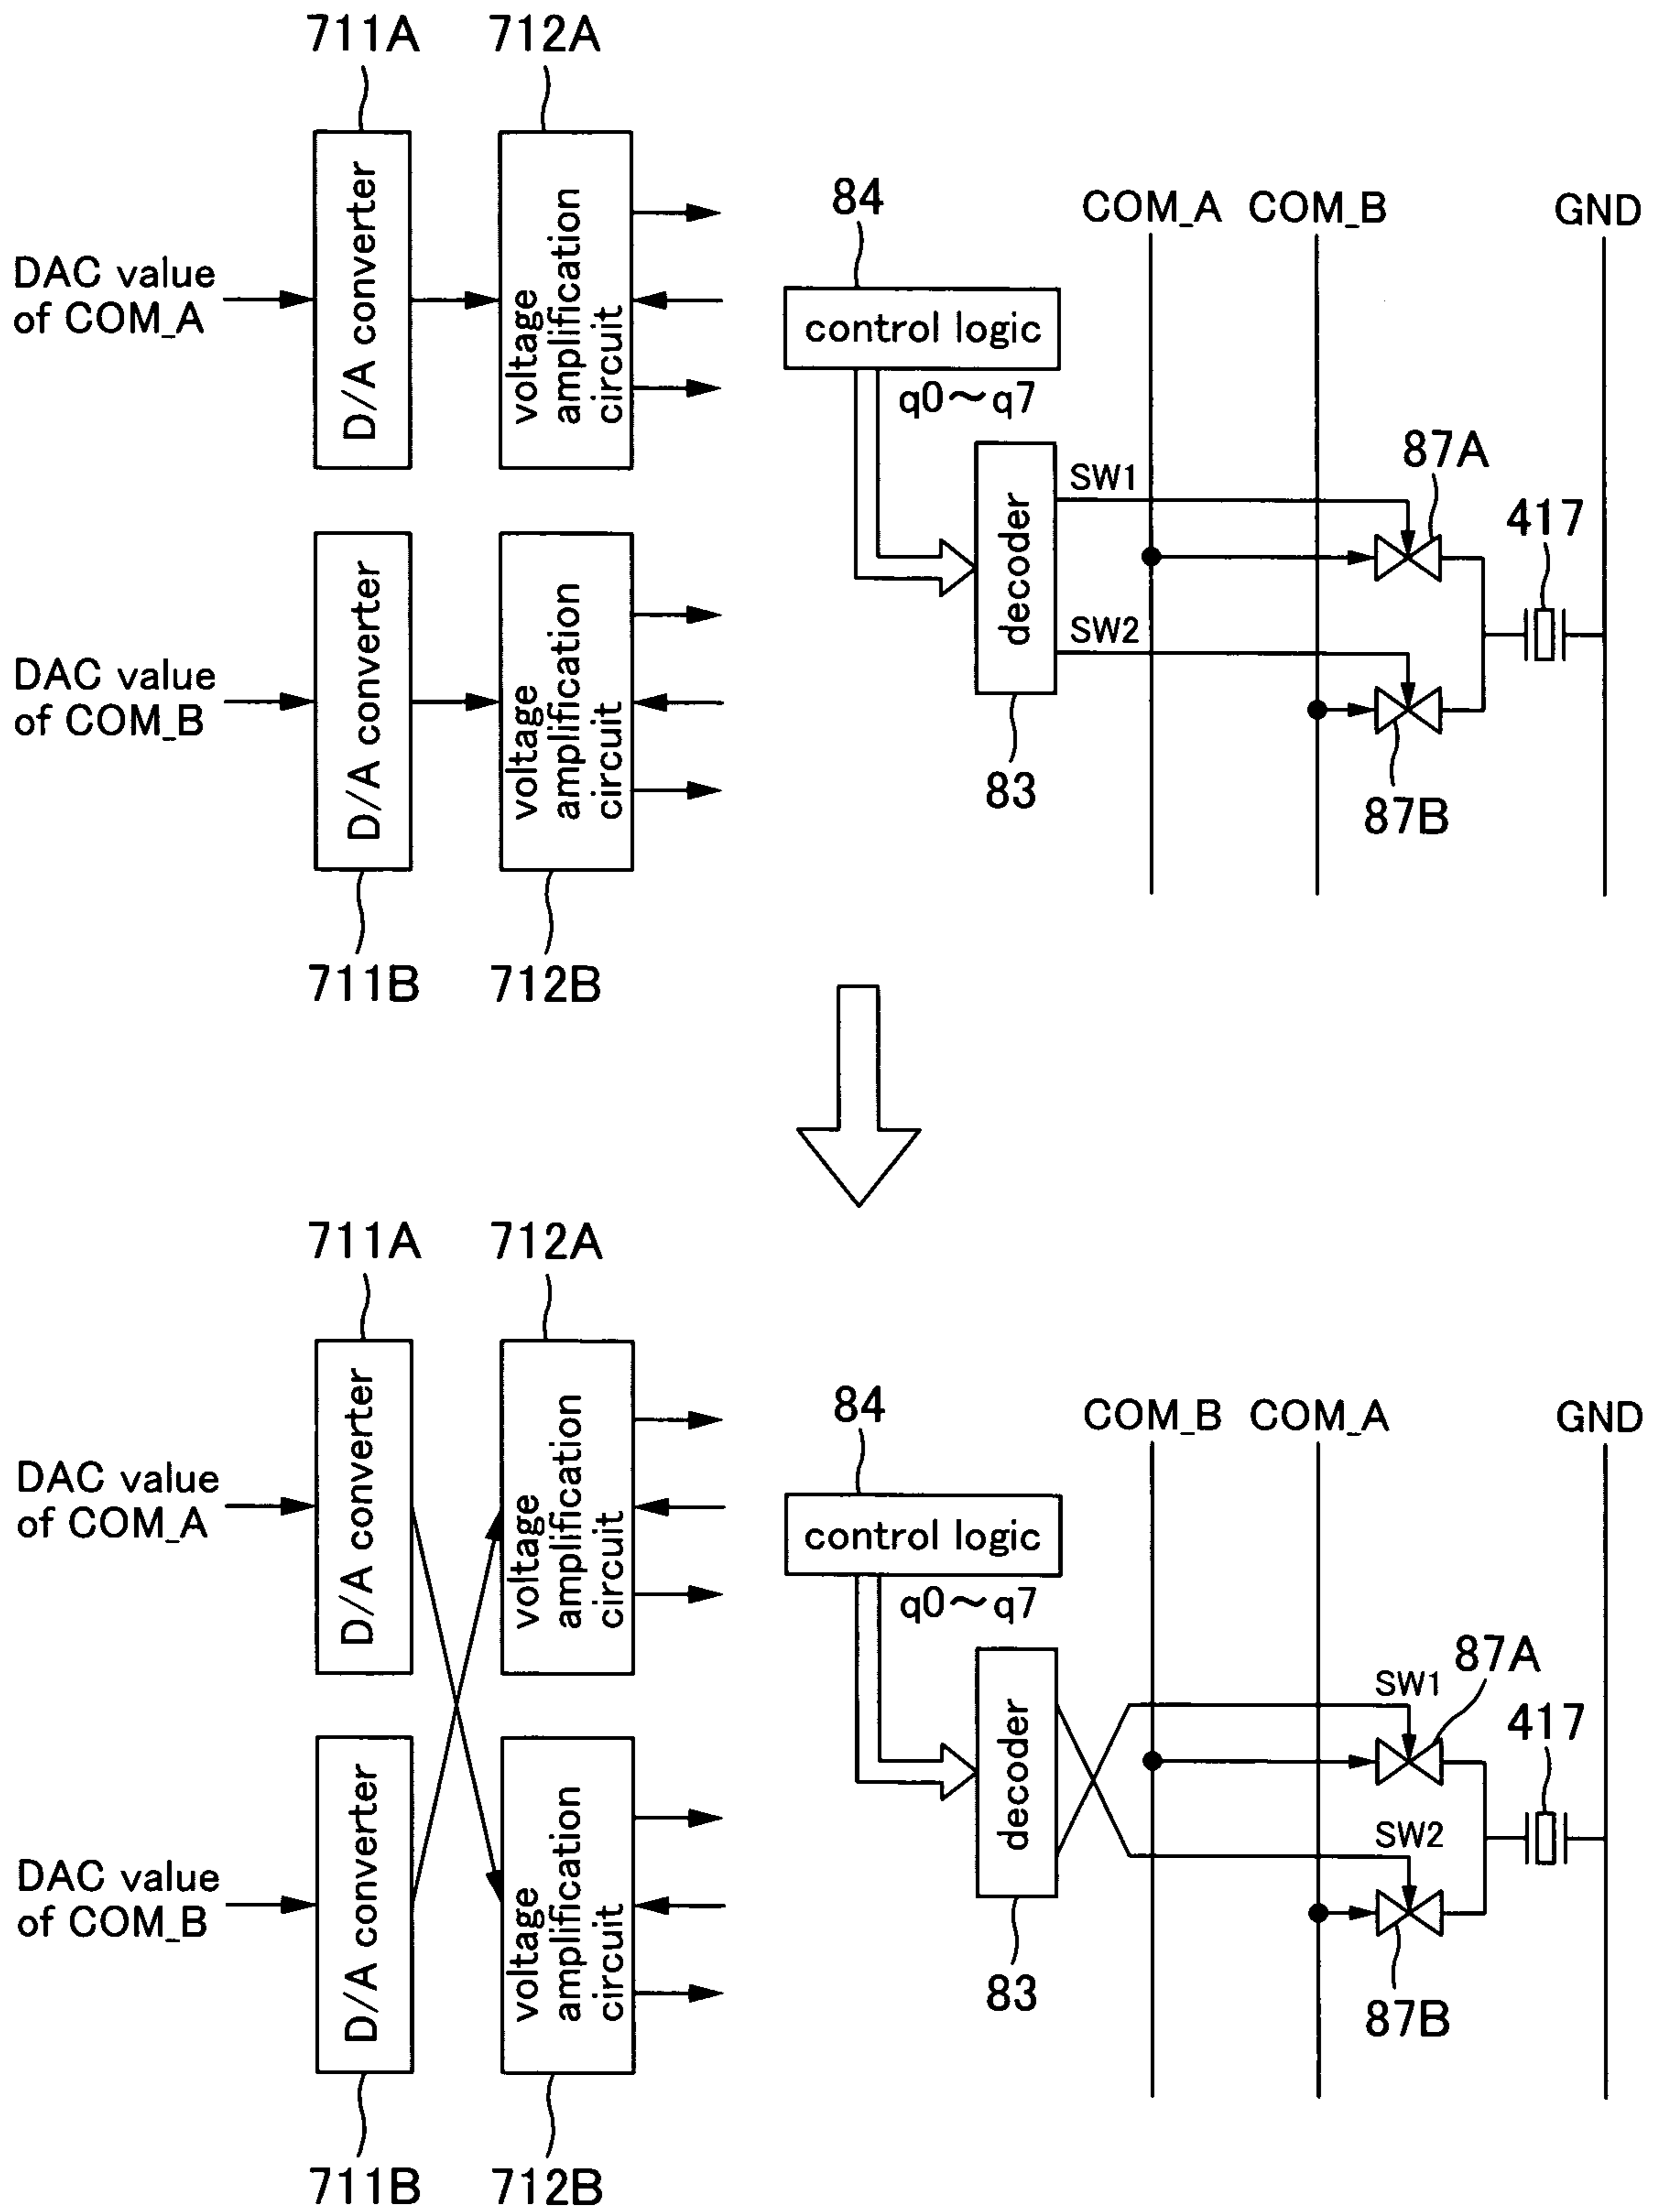 711A 712A
DAC value
of COM_A
D/A converter
voltage
amplification
circuit
84
control logic
q0～q7
COM_A COM_B GND
decoder
SW1
SW2
87A
417
83
87B
DAC value
of COM_B
D/A converter
voltage
amplification
circuit
711B 712B
711A 712A
DAC value
of COM_A
D/A converter
voltage
amplification
circuit
84
control logic
q0～q7
COM_B COM_A GND
decoder
SW1
SW2
87A
417
83
87B
DAC value
of COM_B
D/A converter
voltage
amplification
circuit
711B 712B